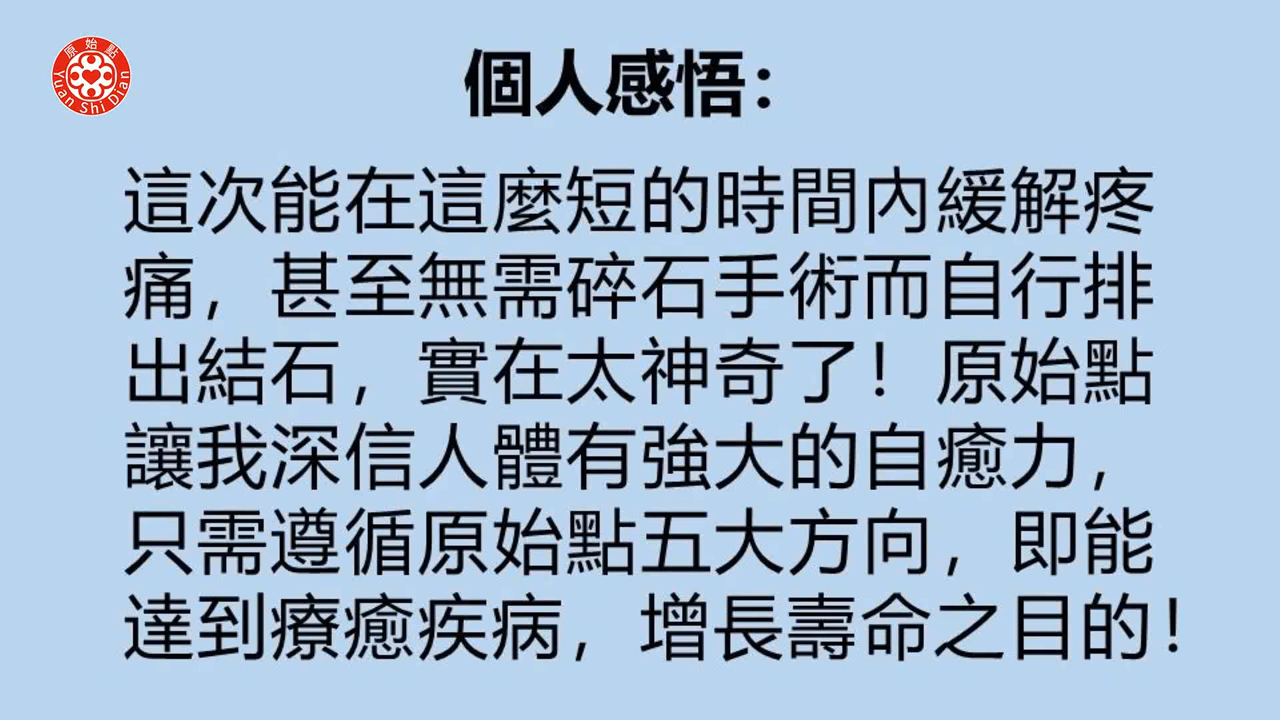 原始點
Yuan Shi Dian
個人感悟：
這次能在這麼短的時間內緩解疼
痛，甚至無需碎石手術而自行排
出結石，實在太神奇了！原始點
讓我深信人體有強大的自癒力，
只需遵循原始點五大方向，即能
達到療癒疾病，增長壽命之目的！